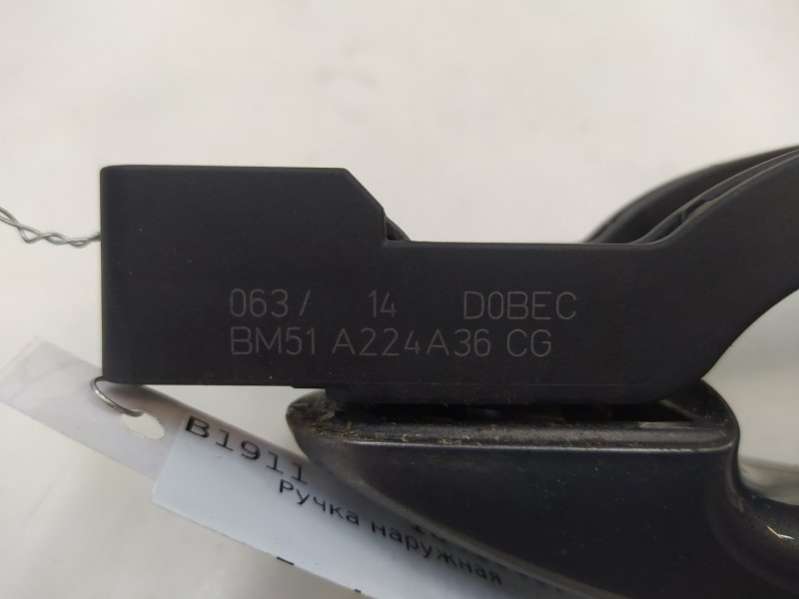 063/ 14 D0BEC
BM51 A224A36 CG
B1911
Ручка наружная